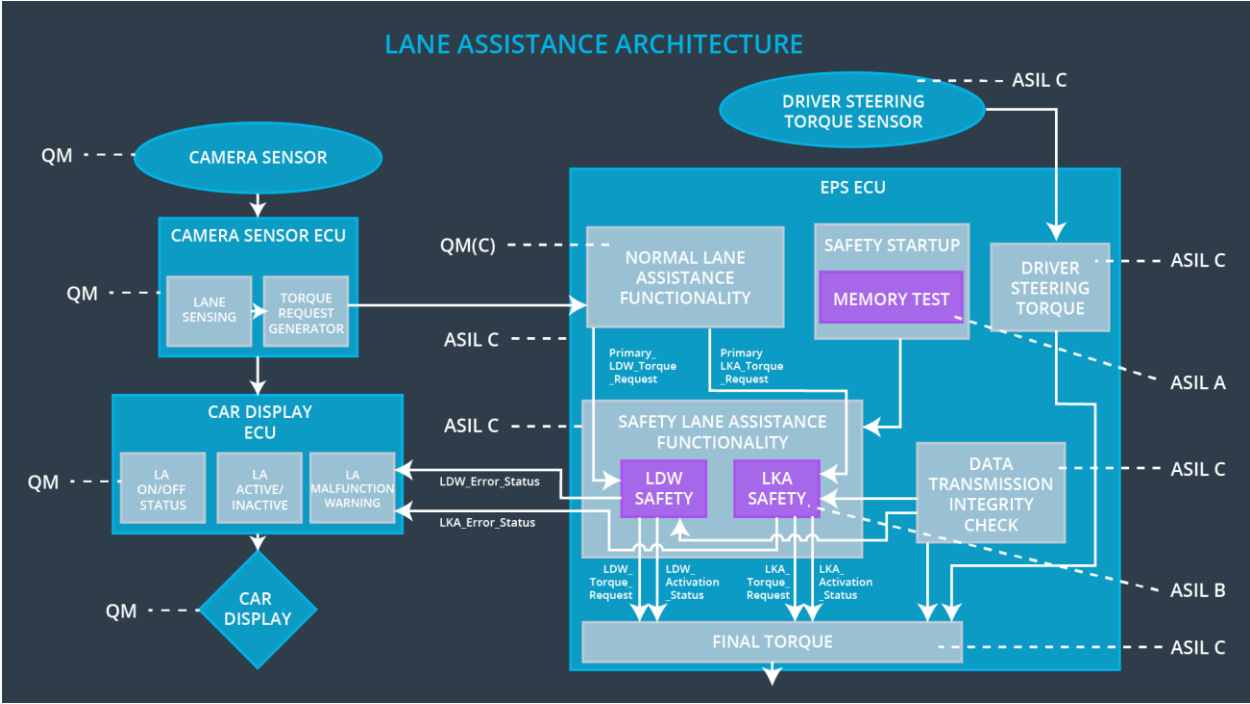 LANE ASSISTANCE ARCHITECTURE
ASIL C
DRIVER STEERING
TORQUE SENSOR
QM
CAMERA SENSOR
EPS ECU
CAMERA SENSOR ECU
QM(C)
NORMAL LANE
ASSISTANCE
FUNCTIONALITY
SAFETY STARTUP
MEMORY TEST
DRIVER
STEERING
TORQUE
ASIL C
QM
LANE
SENSING
TORQUE
REQUEST
GENERATOR
ASIL C
Primary_
LDW_Torque
_Request
Primary
LKA_Torque
_Request
ASIL A
CAR DISPLAY
ECU
ASIL C
SAFETY LANE ASSISTANCE
FUNCTIONALITY
QM
LA
ON/OFF
STATUS
LA
ACTIVE/
INACTIVE
LA
MALFUNCTION
WARNING
LDW_Error_Status
LKA_Error_Status
LDW
SAFETY
LKA
SAFETY
DATA
TRANSMISSION
INTEGRITY
CHECK
ASIL C
LDW_
Torque_
Request
LDW_
Activation
_Status
LKA_
Torque_
Request
LKA_
Activation
_Status
ASIL B
QM
CAR
DISPLAY
FINAL TORQUE
ASIL C